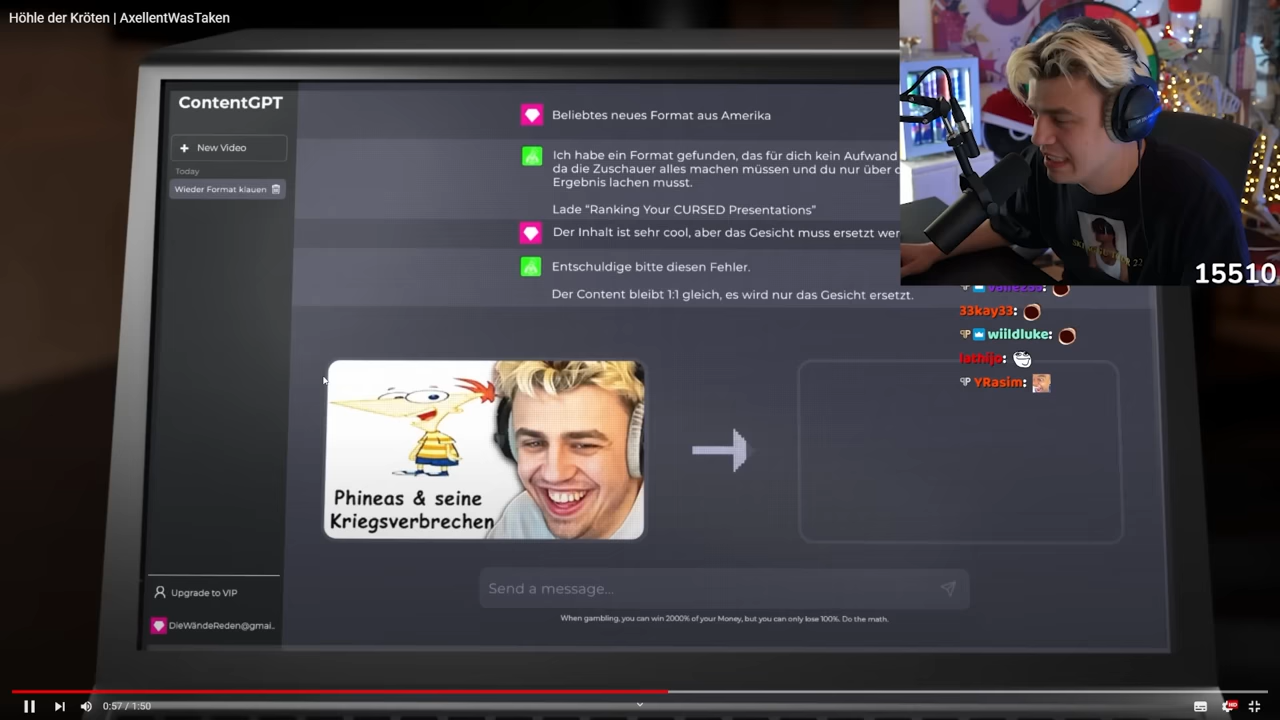 Höhle der Kröten | AxellentWasTaken
ContentGPT
New Video
Today
Wieder Format klauen
Beliebtes neues Format aus Amerika
Ich habe ein Format gefunden, das für dich kein Aufwand
da die Zuschauer alles machen müssen und du nur über
Ergebnis lachen musst.
Lade “Ranking Your CURSED Presentations”
Der Inhalt ist sehr cool, aber das Gesicht muss ersetzt
Entschuldige bitte diesen Fehler.
Der Content bleibt 1:1 gleich, es wird nur das Gesicht ersetzt.
15510
33kay33:
wiildluke:
lathijo:
YRasim:
Phineas & seine
Kriegsverbrechen
Send a message...
When gambling, you can win 2000% of your Money, but you can only lose 100%. Do the math.
Upgrade to VIP
DieWändeReden@gmai..
0:57 / 1:50
HD